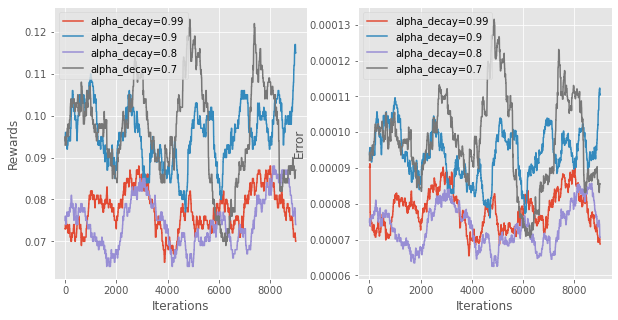 alpha_decay=0.99
alpha_decay=0.9
alpha_decay=0.8
alpha_decay=0.7
0.12
0.11
0.10
0.09
0.08
0.07
Rewards
0 2000 4000 6000 8000
Iterations
alpha_decay=0.99
alpha_decay=0.9
alpha_decay=0.8
alpha_decay=0.7
0.00013
0.00012
0.00011
0.00010
0.00009
0.00008
0.00007
0.00006
Error
0 2000 4000 6000 8000
Iterations